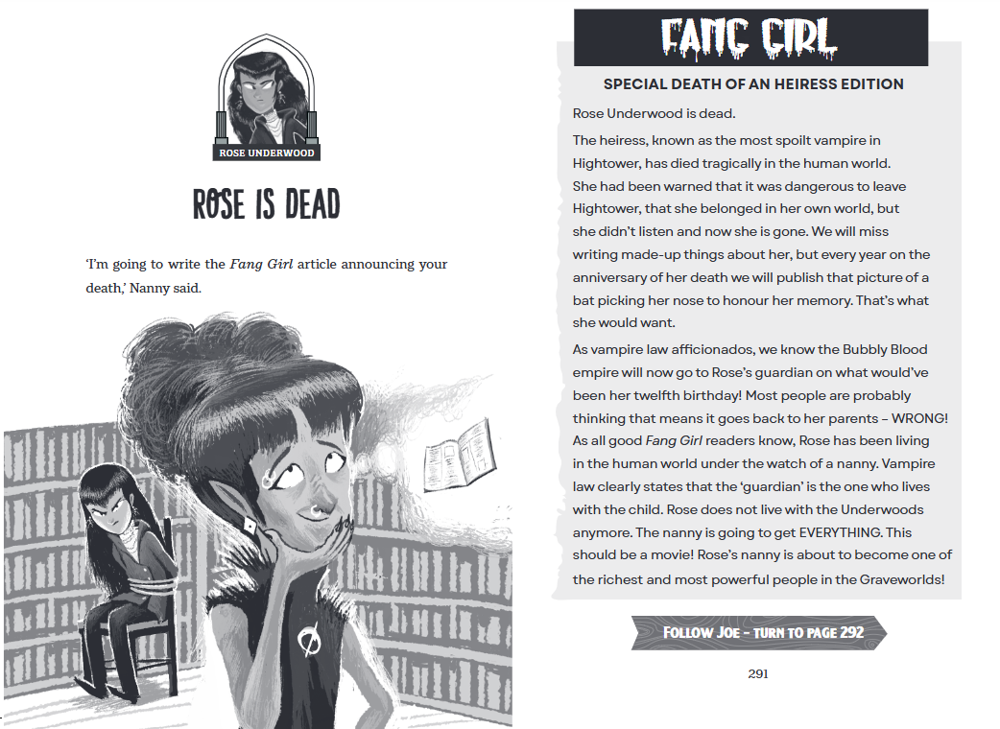 ROSE UNDERWOOD
ROSE IS DEAD
‘I’m going to write the Fang Girl article announcing your
death,’ Nanny said.
FANG GIRL
SPECIAL DEATH OF AN HEIRESS EDITION
Rose Underwood is dead.
The heiress, known as the most spoilt vampire in
Hightower, has died tragically in the human world.
She had been warned that it was dangerous to leave
Hightower, that she belonged in her own world, but
she didn’t listen and now she is gone. We will miss
writing made-up things about her, but every year on the
anniversary of her death we will publish that picture of a
bat picking her nose to honour her memory. That’s what
she would want.
As vampire law afficionados, we know the Bubbly Blood
empire will now go to Rose’s guardian on what would’ve
been her twelfth birthday! Most people are probably
thinking that means it goes back to her parents – WRONG!
As all good Fang Girl readers know, Rose has been living
in the human world under the watch of a nanny. Vampire
law clearly states that the ‘guardian’ is the one who lives
with the child. Rose does not live with the Underwoods
anymore. The nanny is going to get EVERYTHING. This
should be a movie! Rose’s nanny is about to become one of
the richest and most powerful people in the Graveworlds!
FOLLOW JOE – TURN TO PAGE 292
291